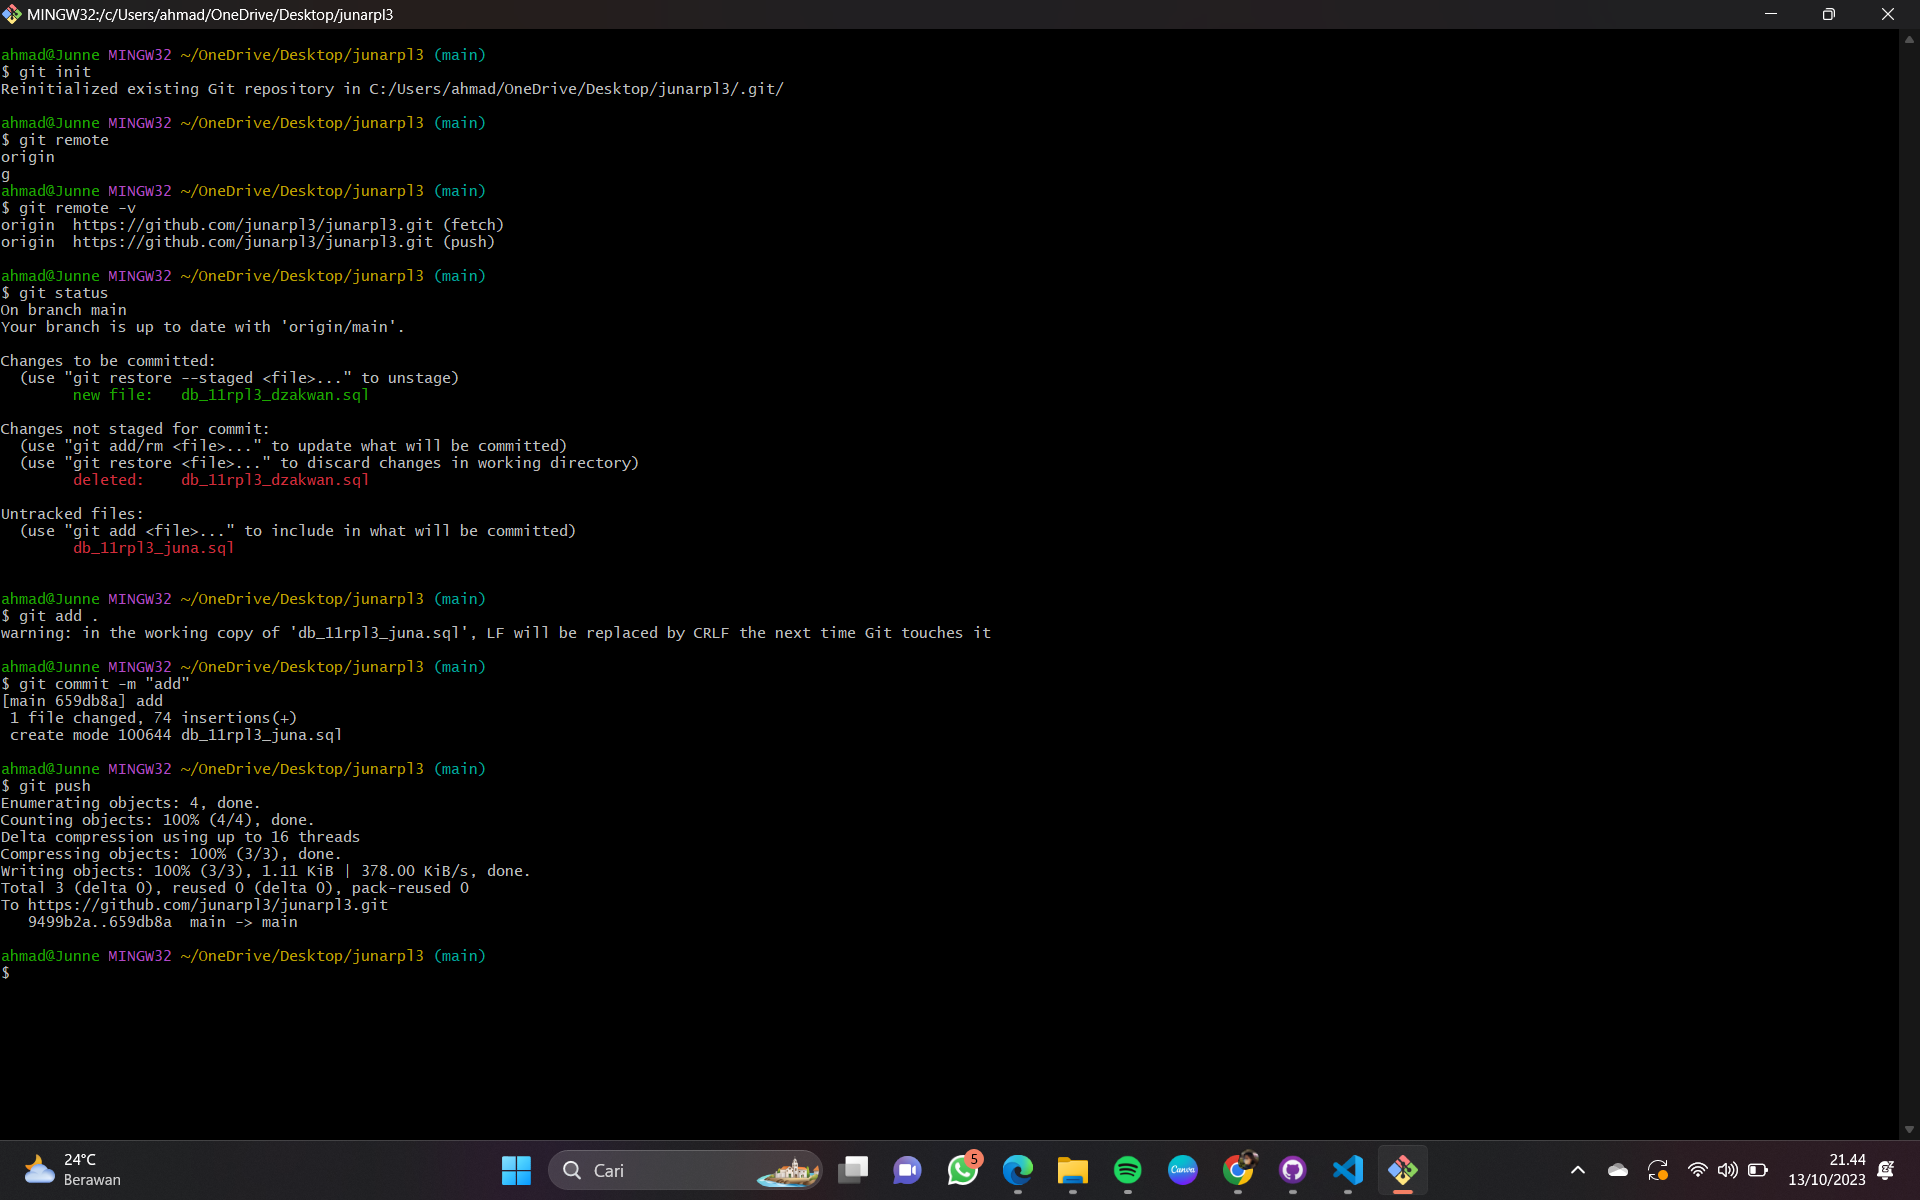 MINGW32:/c/Users/ahmad/OneDrive/Desktop/junarpl3
ahmad@Junne MINGW32 ~/OneDrive/Desktop/junarpl3 (main)
$ git init
Reinitialized existing Git repository in C:/Users/ahmad/OneDrive/Desktop/junarpl3/.git/
ahmad@Junne MINGW32 ~/OneDrive/Desktop/junarpl3 (main)
$ git remote
origin
g
ahmad@Junne MINGW32 ~/OneDrive/Desktop/junarpl3 (main)
$ git remote -v
origin  https://github.com/junarpl3/junarpl3.git (fetch)
origin  https://github.com/junarpl3/junarpl3.git (push)
ahmad@Junne MINGW32 ~/OneDrive/Desktop/junarpl3 (main)
$ git status
On branch main
Your branch is up to date with 'origin/main'.
Changes to be committed:
  (use "git restore --staged <file>..." to unstage)
        new file:   db_11rpl3_dzakwan.sql
Changes not staged for commit:
  (use "git add/rm <file>..." to update what will be committed)
  (use "git restore <file>..." to discard changes in working directory)
        deleted:    db_11rpl3_dzakwan.sql
Untracked files:
  (use "git add <file>..." to include in what will be committed)
        db_11rpl3_juna.sql
ahmad@Junne MINGW32 ~/OneDrive/Desktop/junarpl3 (main)
$ git add .
warning: in the working copy of 'db_11rpl3_juna.sql', LF will be replaced by CRLF the next time Git touches it
ahmad@Junne MINGW32 ~/OneDrive/Desktop/junarpl3 (main)
$ git commit -m "add"
[main 659db8a] add
 1 file changed, 74 insertions(+)
 create mode 100644 db_11rpl3_juna.sql
ahmad@Junne MINGW32 ~/OneDrive/Desktop/junarpl3 (main)
$ git push
Enumerating objects: 4, done.
Counting objects: 100% (4/4), done.
Delta compression using up to 16 threads
Compressing objects: 100% (3/3), done.
Writing objects: 100% (3/3), 1.11 KiB | 378.00 KiB/s, done.
Total 3 (delta 0), reused 0 (delta 0), pack-reused 0
To https://github.com/junarpl3/junarpl3.git
   9499b2a..659db8a  main -> main
ahmad@Junne MINGW32 ~/OneDrive/Desktop/junarpl3 (main)
$
24°C
Berawan
Cari
5
Canva
21.44
13/10/2023